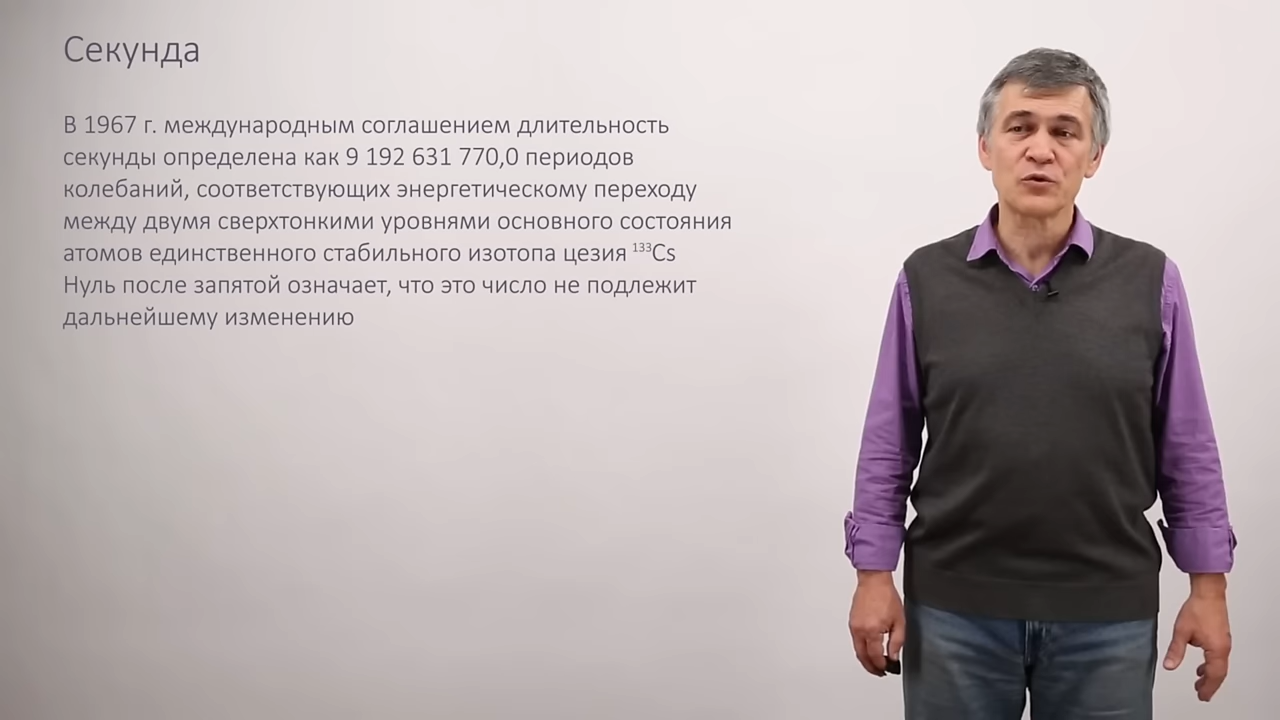 Секунда
В 1967 г. международным соглашением длительность
секунды определена как 9 192 631 770,0 периодов
колебаний, соответствующих энергетическому переходу
между двумя сверхтонкими уровнями основного состояния
атомов единственного стабильного изотопа цезия ¹³³Cs
Нуль после запятой означает, что это число не подлежит
дальнейшему изменению